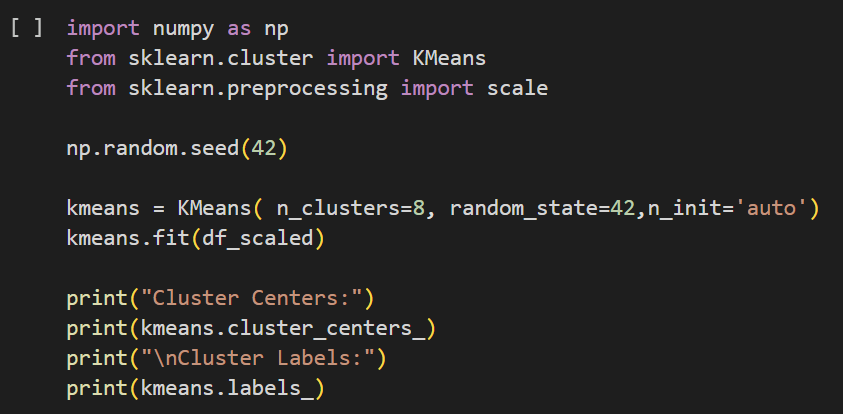 [ ] import numpy as np
from sklearn.cluster import KMeans
from sklearn.preprocessing import scale
np.random.seed(42)
kmeans = KMeans( n_clusters=8, random_state=42,n_init='auto')
kmeans.fit(df_scaled)
print("Cluster Centers:")
print(kmeans.cluster_centers_)
print("\nCluster Labels:")
print(kmeans.labels_)